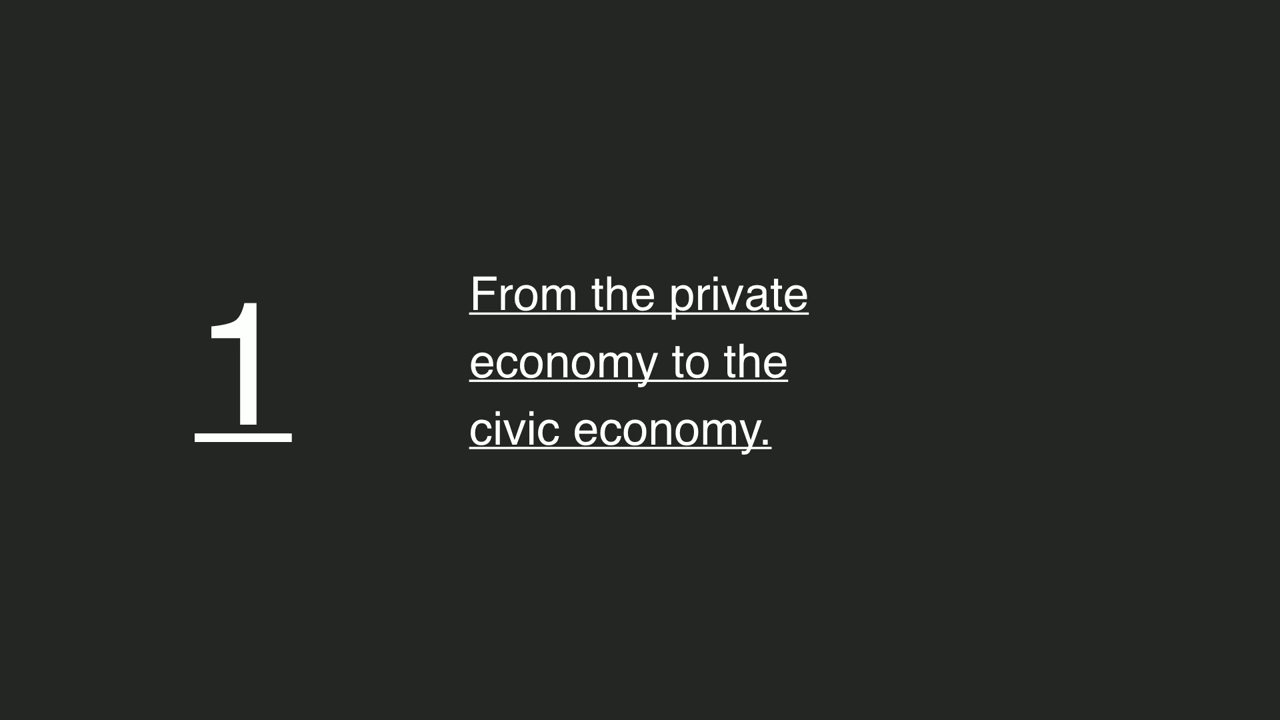 1
From the private
economy to the
civic economy.